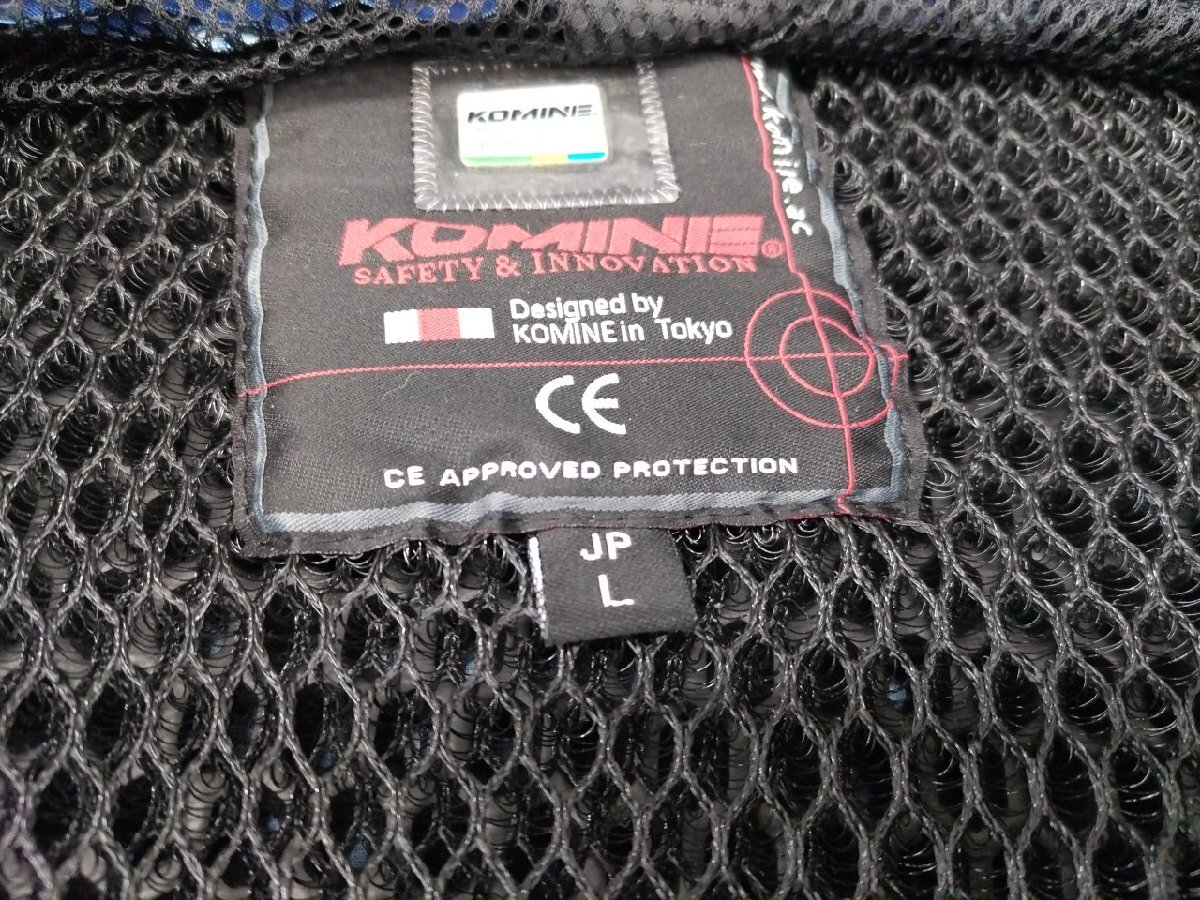 KOMINE
KOMINE®
SAFETY & INNOVATION
Designed by
KOMINE in Tokyo
CE
CE APPROVED PROTECTION
JP
L